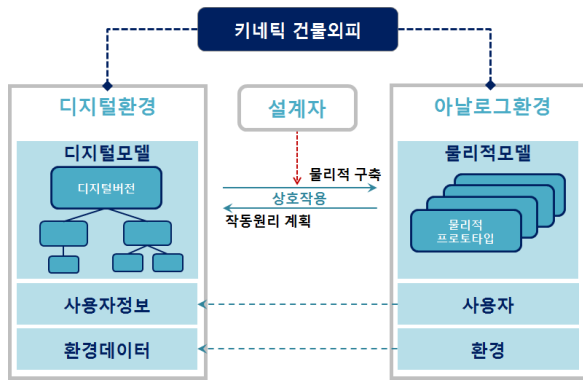 키네틱 건물외피
디지털환경
설계자
아날로그환경
디지털모델
물리적모델
디지털버전
물리적 구축
상호작용
작동원리 계획
물리적
프로토타입
사용자정보
사용자
환경데이터
환경